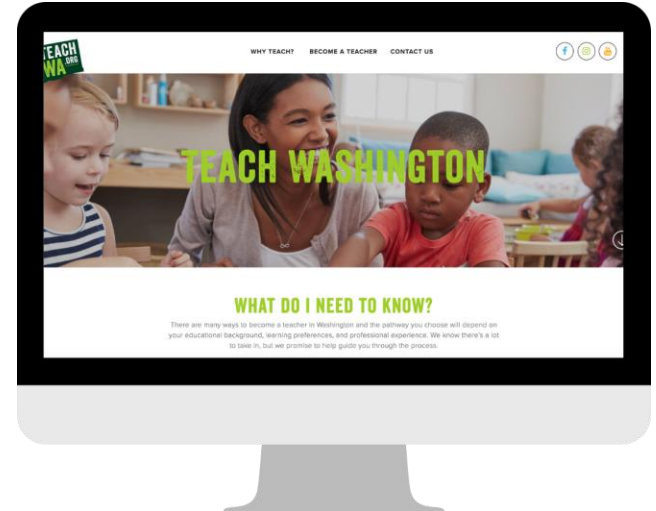 TEACH
WA.ORG
WHY TEACH? BECOME A TEACHER CONTACT US
TEACH WASHINGTON
WHAT DO I NEED TO KNOW?
There are many ways to become a teacher in Washington and the pathway you choose will depend on
your educational background, learning preferences, and professional experience. We know there's a lot
to take in, but we promise to help guide you through the process.